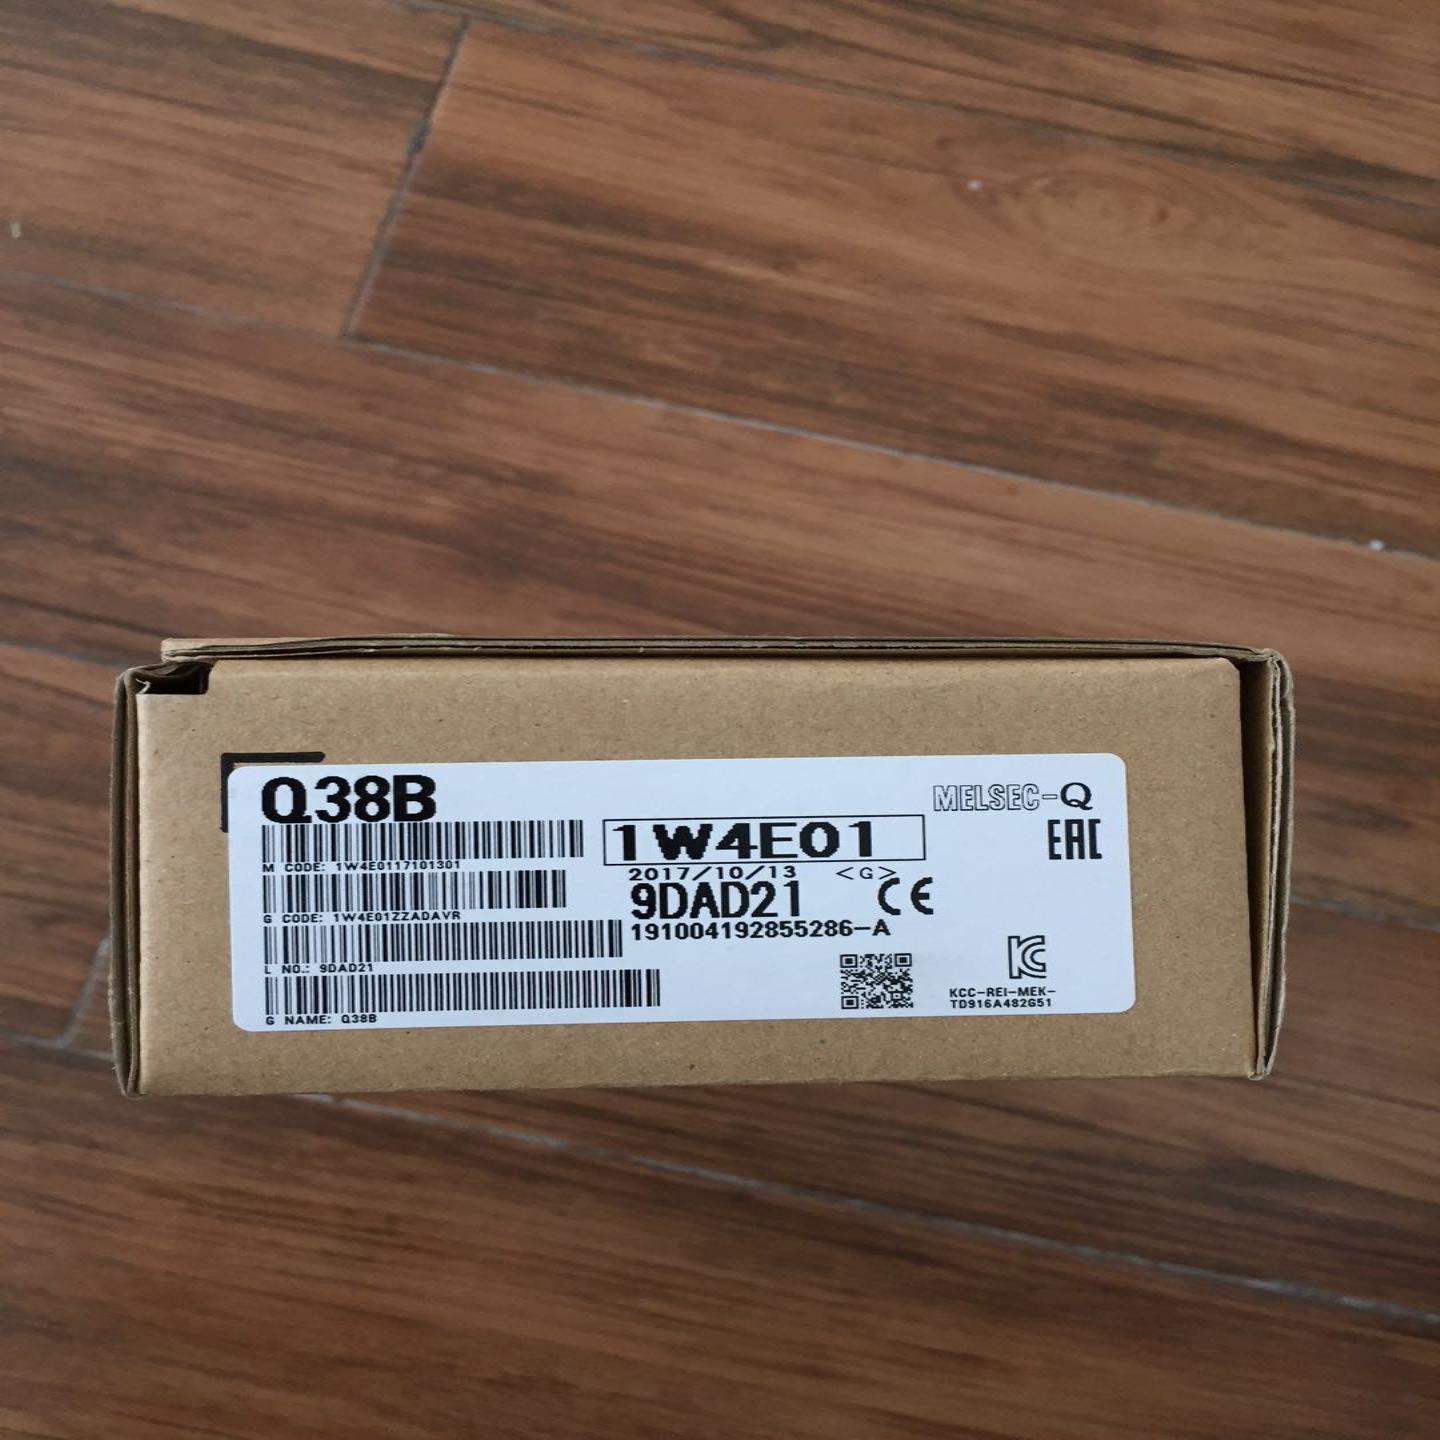 Q38B
MELSEC-Q
1W4E01
EAC
M CODE: 1W4E0117101301
2017/10/13 <G>
9DAD21 CE
G CODE: 1W4E01ZZADAVR
191004192855286-A
L NO.: 9DAD21
KC
KCC-REI-MEK-
TD916A482G51
G NAME: Q38B